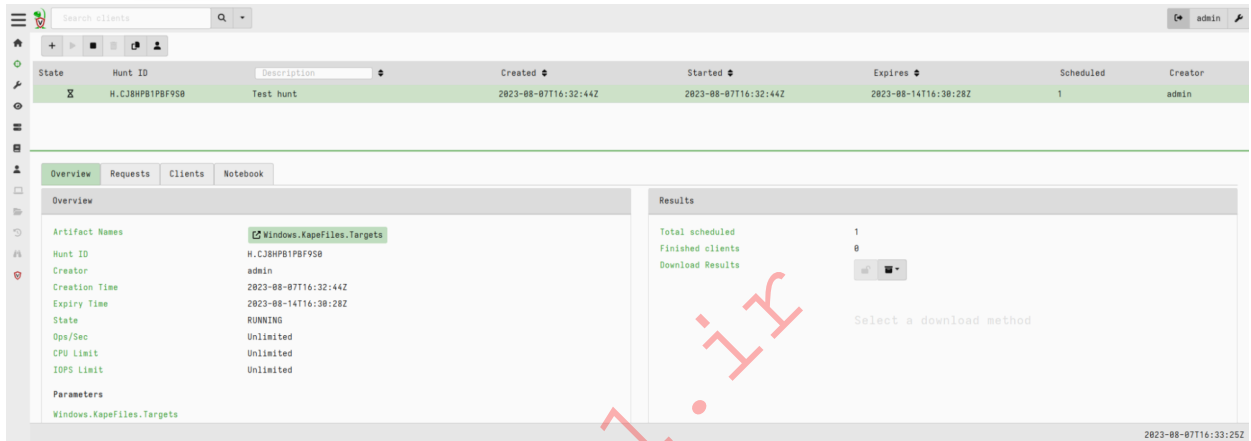 Search clients
admin
State Hunt ID Description Created Started Expires Scheduled Creator
H.CJ8HPB1PBF9S0 Test hunt 2023-08-07T16:32:44Z 2023-08-07T16:32:44Z 2023-08-14T16:30:28Z 1 admin
Overview Requests Clients Notebook
Overview
Artifact Names Windows.KapeFiles.Targets
Hunt ID H.CJ8HPB1PBF9S0
Creator admin
Creation Time 2023-08-07T16:32:44Z
Expiry Time 2023-08-14T16:30:28Z
State RUNNING
Ops/Sec Unlimited
CPU Limit Unlimited
IOPS Limit Unlimited
Parameters
Windows.KapeFiles.Targets
Results
Total scheduled 1
Finished clients 0
Download Results
Select a download method
2023-08-07T16:33:25Z